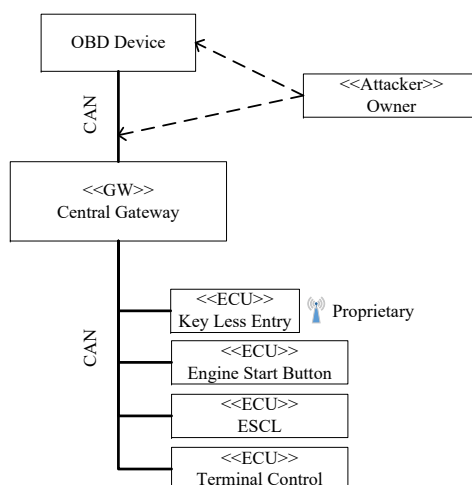 OBD Device
<<Attacker>>
Owner
CAN
<<GW>>
Central Gateway
CAN
<<ECU>>
Key Less Entry
Proprietary
<<ECU>>
Engine Start Button
<<ECU>>
ESCL
<<ECU>>
Terminal Control